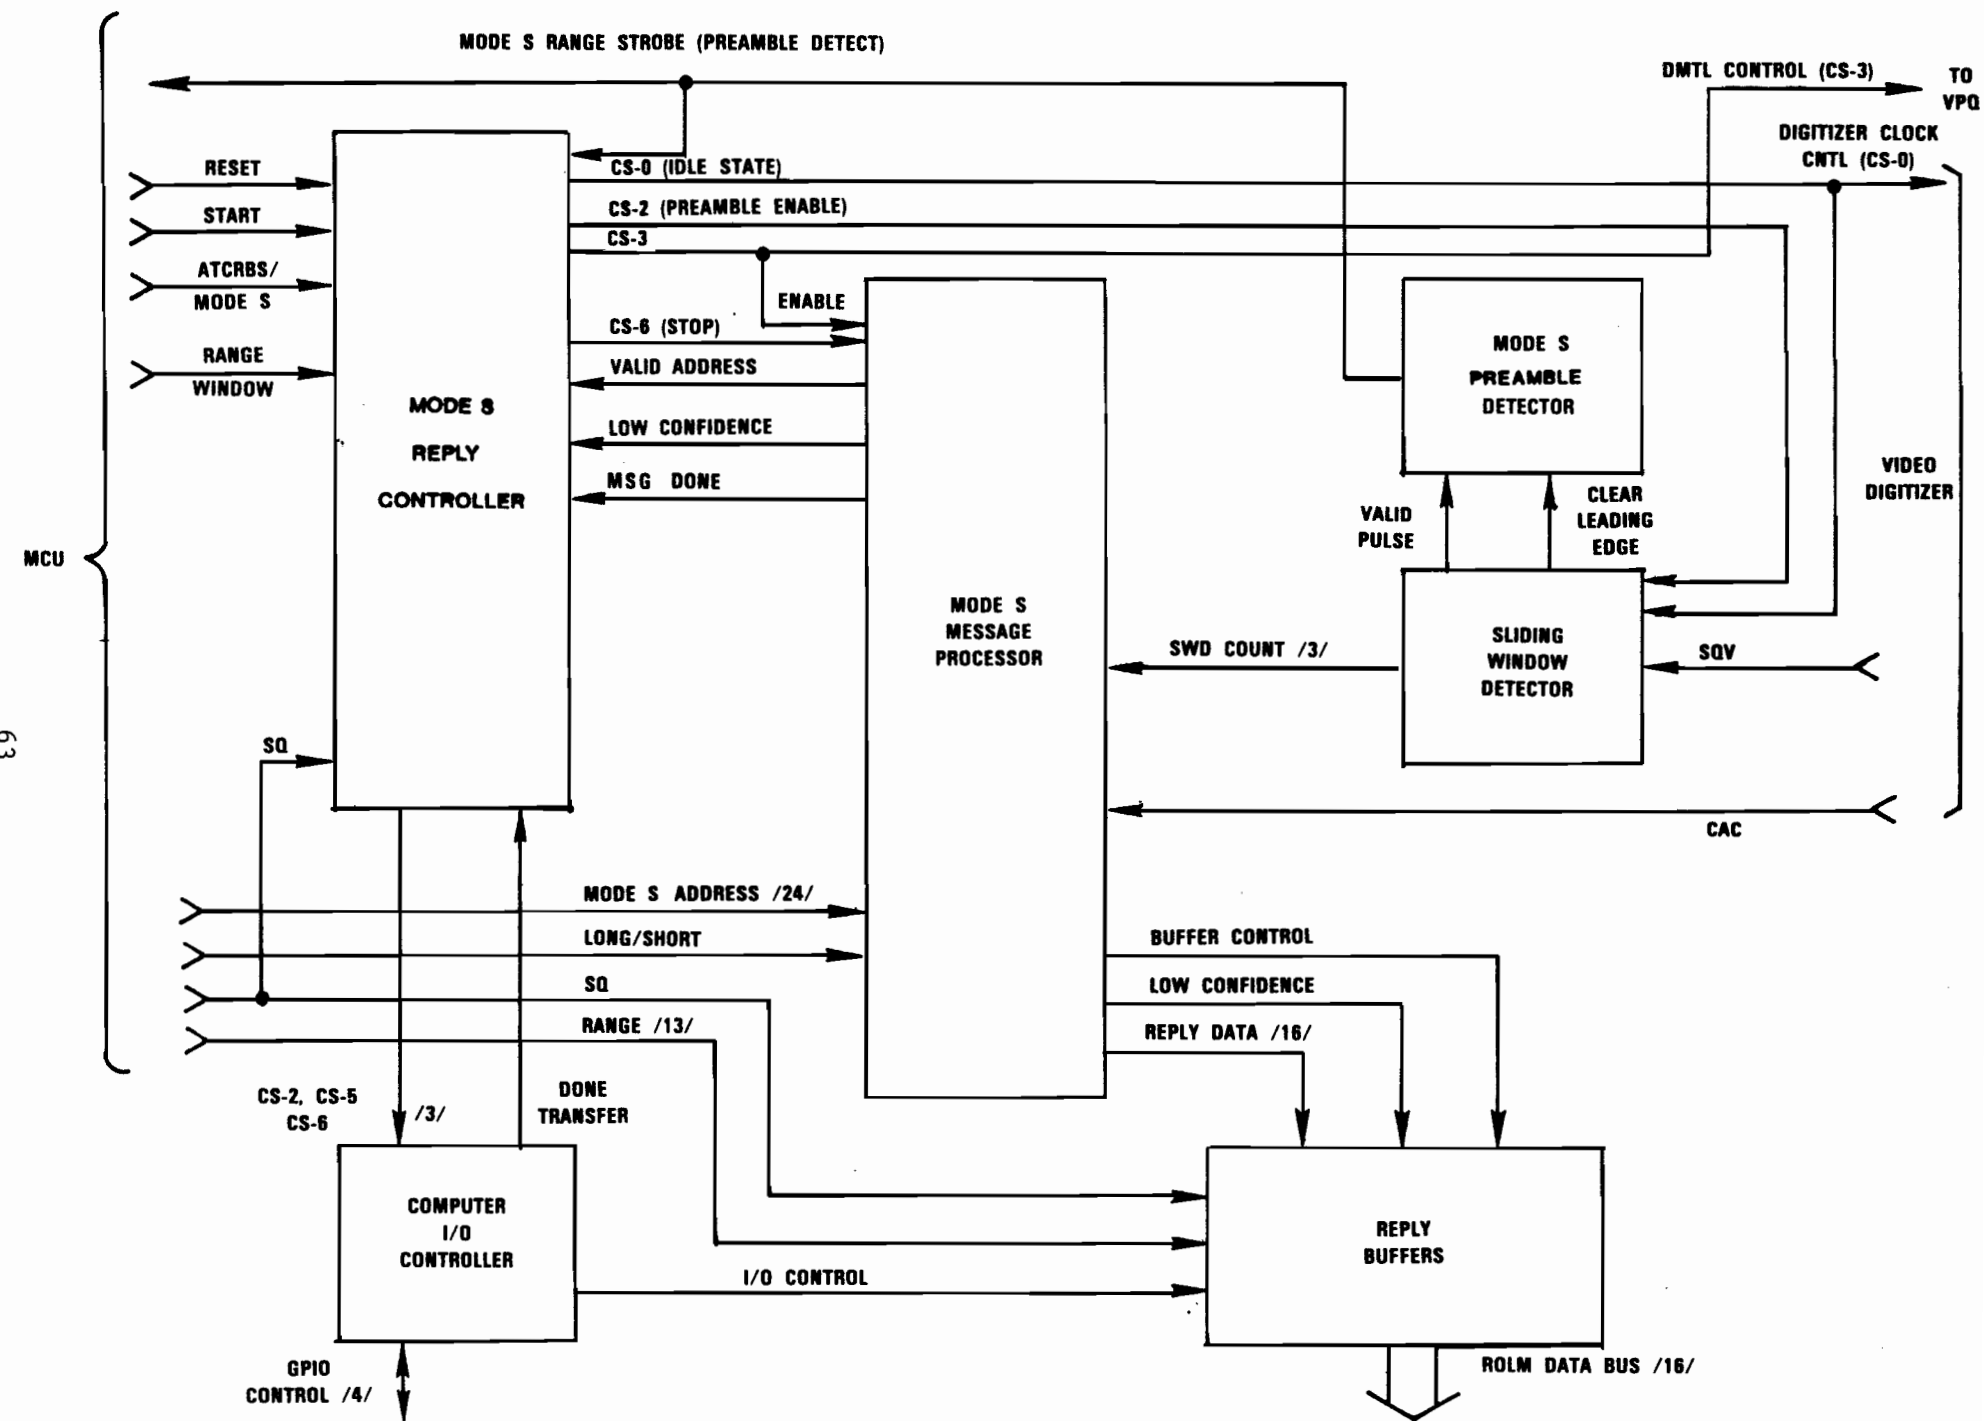 MODE S RANGE STROBE (PREAMBLE DETECT)
DMTL CONTROL (CS-3)
TO
VPQ
DIGITIZER CLOCK
CNTL (CS-0)
RESET
START
ATCRBS/
MODE S
RANGE
WINDOW
CS-0 (IDLE STATE)
CS-2 (PREAMBLE ENABLE)
CS-3
ENABLE
CS-6 (STOP)
VALID ADDRESS
LOW CONFIDENCE
MSG DONE
MODE S
REPLY
CONTROLLER
MODE S
PREAMBLE
DETECTOR
VALID
PULSE
CLEAR
LEADING
EDGE
VIDEO
DIGITIZER
MCU
MODE S
MESSAGE
PROCESSOR
SWD COUNT /3/
SLIDING
WINDOW
DETECTOR
SQV
CAC
SQ
63
MODE S ADDRESS /24/
LONG/SHORT
SQ
RANGE /13/
BUFFER CONTROL
LOW CONFIDENCE
REPLY DATA /16/
CS-2, CS-5
CS-6
/3/
DONE
TRANSFER
COMPUTER
I/O
CONTROLLER
I/O CONTROL
REPLY
BUFFERS
GPIO
CONTROL /4/
ROLM DATA BUS /16/